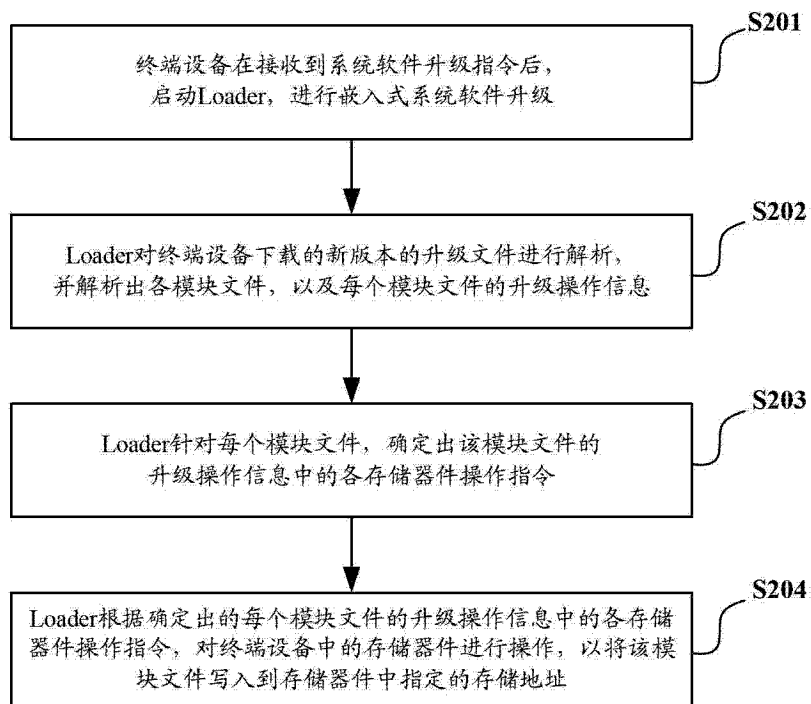 S201
终端设备在接收到系统软件升级指令后，
启动Loader，进行嵌入式系统软件升级
S202
Loader对终端设备下载的新版本的升级文件进行解析，
并解析出各模块文件，以及每个模块文件的升级操作信息
S203
Loader针对每个模块文件，确定出该模块文件的
升级操作信息中的各存储器件操作指令
S204
Loader根据确定出的每个模块文件的升级操作信息中的各存储
器件操作指令，对终端设备中的存储器件进行操作，以将该模
块文件写入到存储器件中指定的存储地址